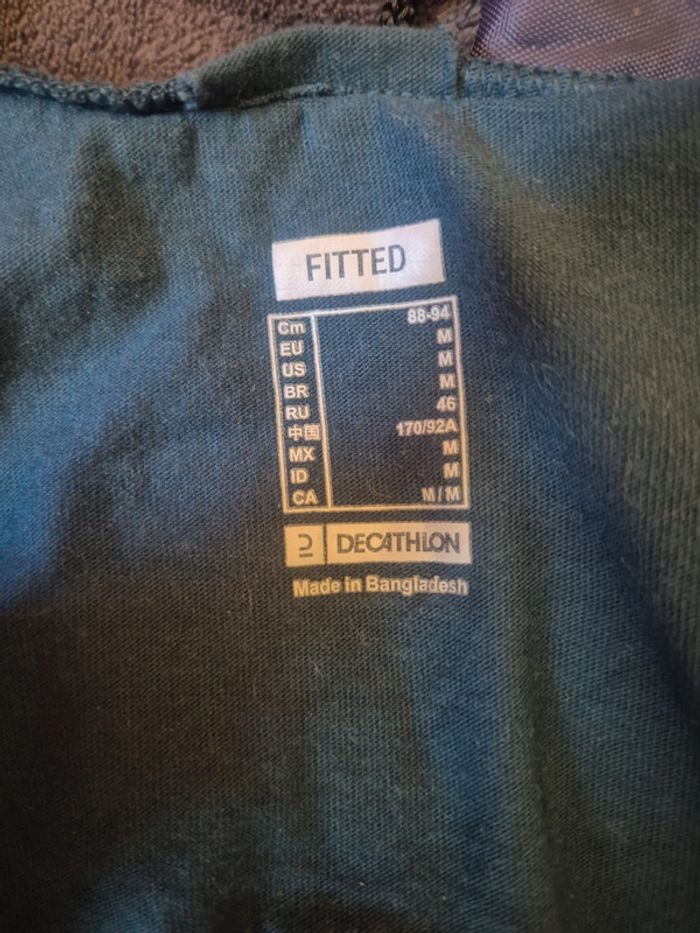 FITTED
Cm 88-94
EU M
US M
BR M
RU 46
中国 170/92A
MX M
ID M
CA M / M
DECATHLON
Made in Bangladesh